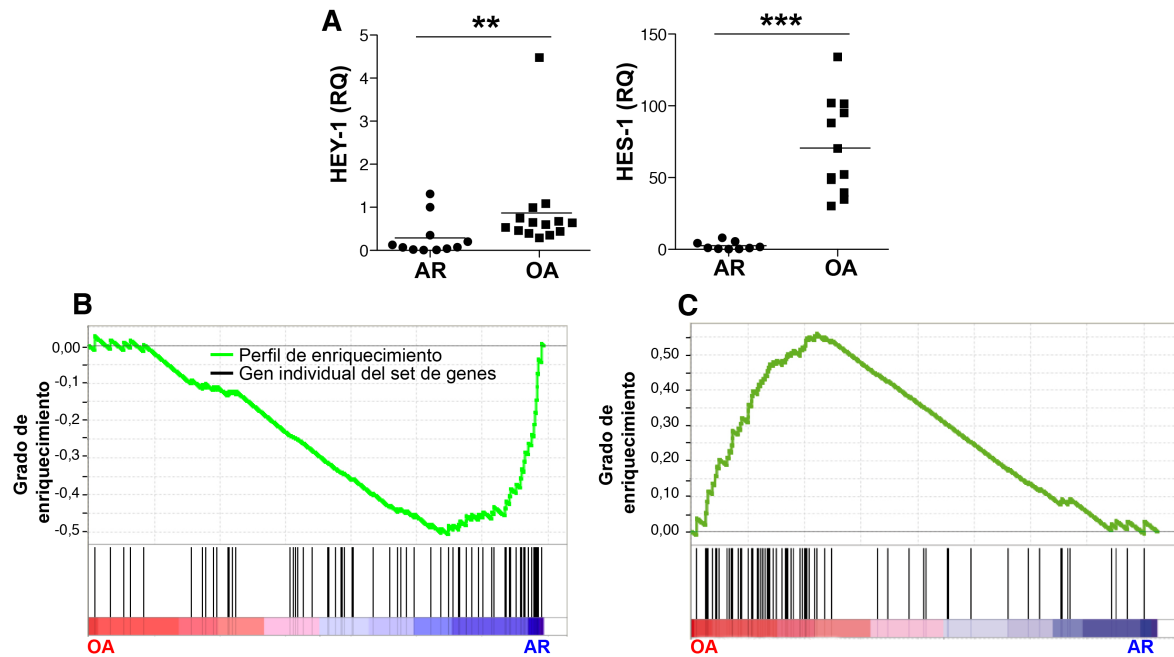 A
**
HEY-1 (RQ)
5
4
3
2
1
0
AR
OA
***
HES-1 (RQ)
150
100
50
0
AR
OA
B
Grado de
enriquecimiento
0,00
-0,1
-0,2
-0,3
-0,4
-0,5
Perfil de enriquecimiento
Gen individual del set de genes
OA
AR
C
Grado de
enriquecimiento
0,50
0,40
0,30
0,20
0,10
0,00
OA
AR